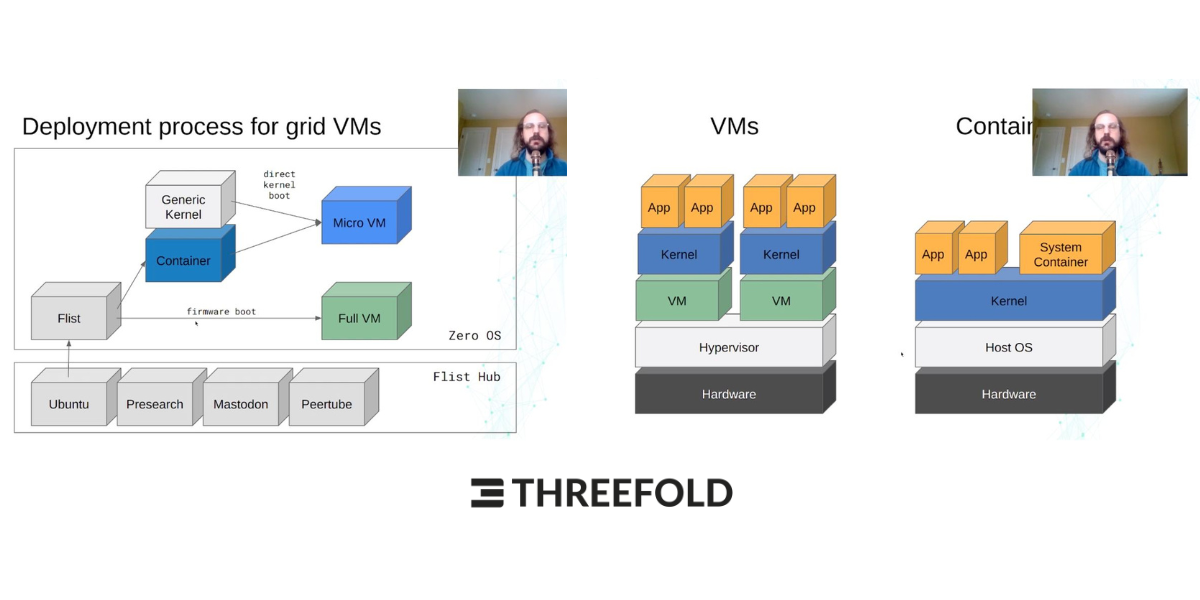 Deployment process for grid VMs
direct
kernel
boot
Generic
Kernel
Micro VM
Container
firmware boot
Flist
Full VM
Zero OS
Flist Hub
Ubuntu
Presearch
Mastodon
Peertube
VMs
App
App
App
App
Kernel
Kernel
VM
VM
Hypervisor
Hardware
App
App
System
Container
Kernel
Host OS
Hardware
THREEFOLD